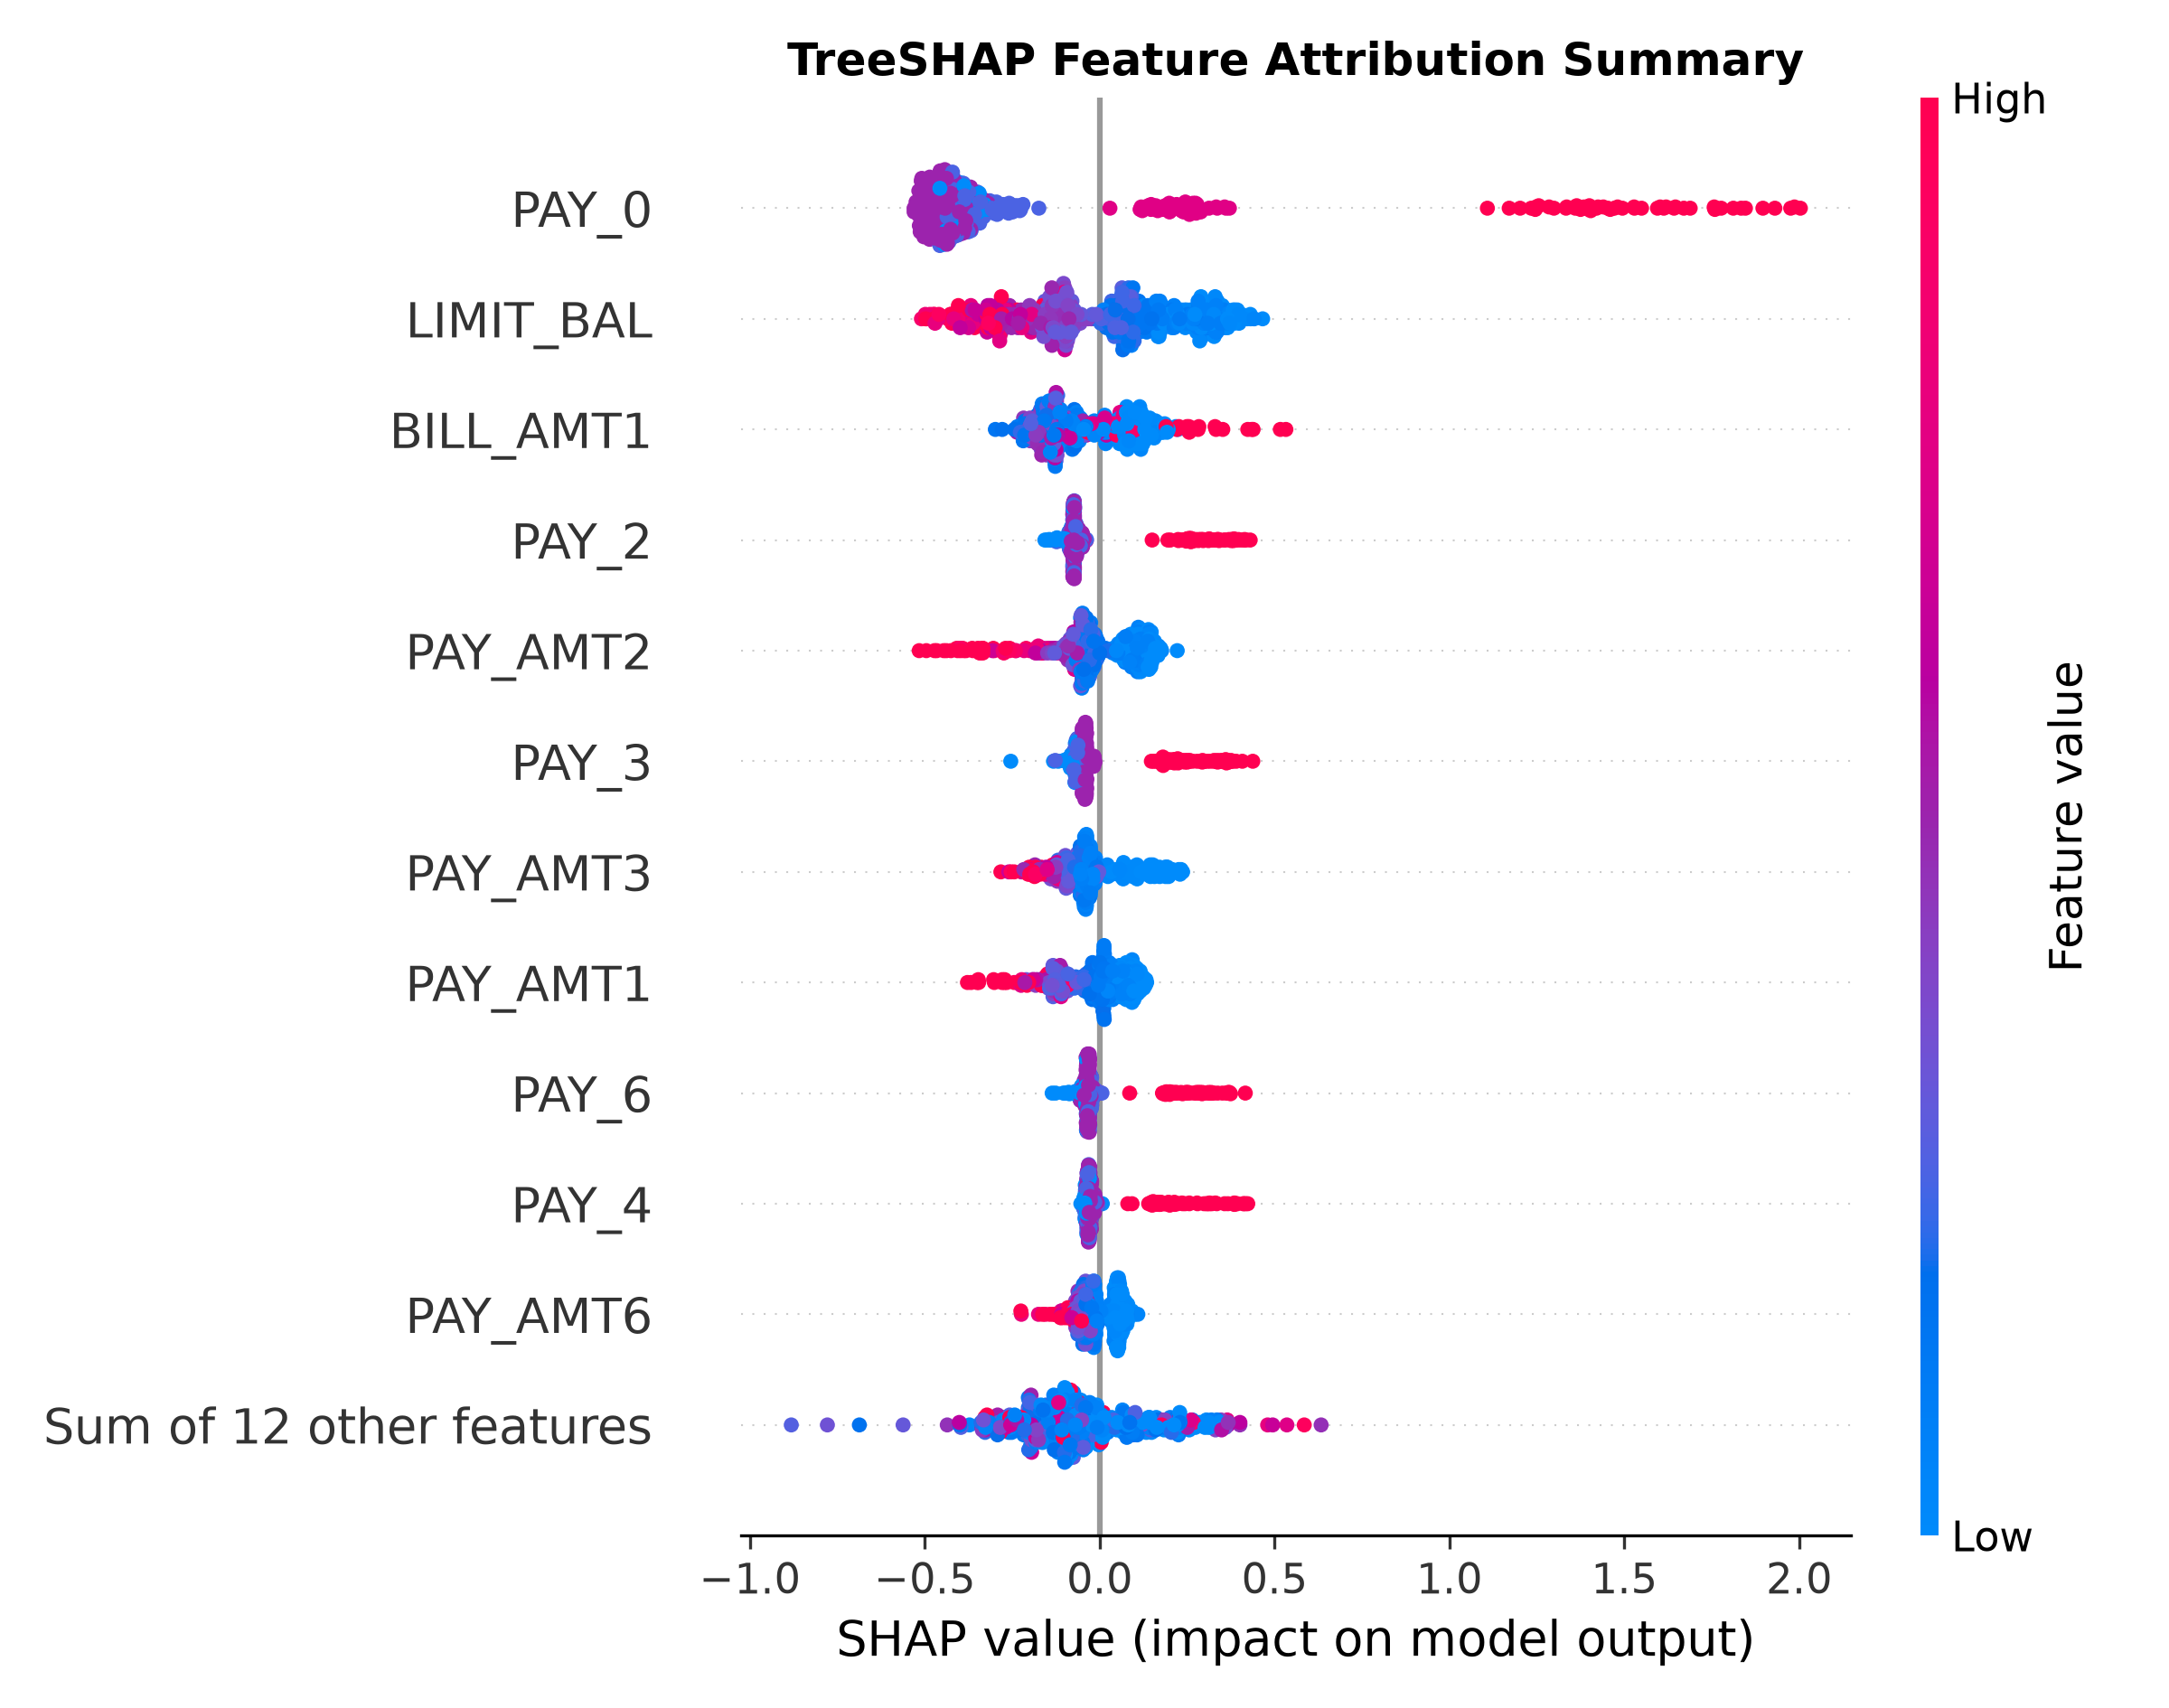 TreeSHAP Feature Attribution Summary
High
PAY_0
LIMIT_BAL
BILL_AMT1
PAY_2
PAY_AMT2
PAY_3
PAY_AMT3
PAY_AMT1
PAY_6
PAY_4
PAY_AMT6
Sum of 12 other features
Feature value
Low
−1.0 −0.5 0.0 0.5 1.0 1.5 2.0
SHAP value (impact on model output)